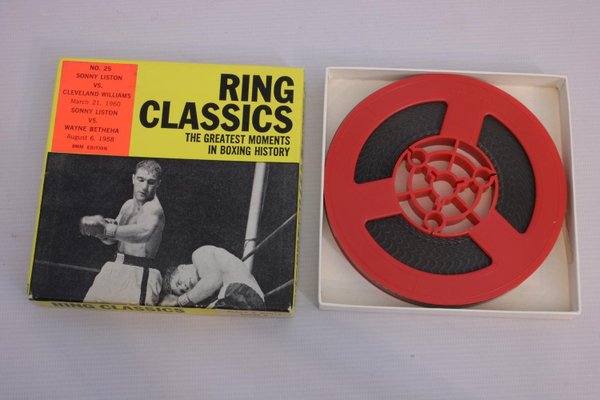 NO. 25
SONNY LISTON
VS.
CLEVELAND WILLIAMS
March 21, 1960
SONNY LISTON
VS.
WAYNE BETHEHA
August 6, 1958
8MM EDITION
RING
CLASSICS
THE GREATEST MOMENTS
IN BOXING HISTORY
RING CLASSICS